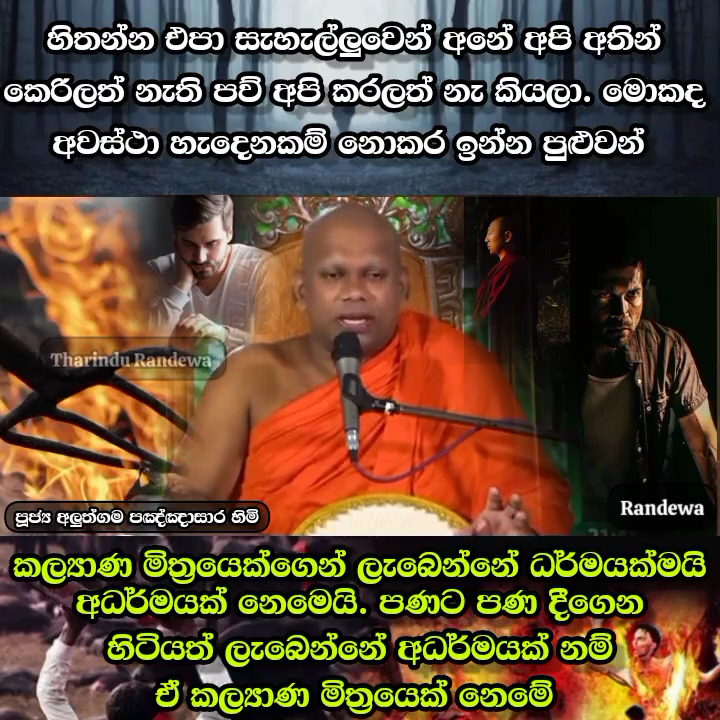 හිතන්න එපා සැහැල්ලුවෙන් අනේ අපි අතින්
කෙරිලත් නැති පව් අපි කරලත් නෑ කියලා. මොකද
අවස්ථා හැදෙනකම් නොකර ඉන්න පුළුවන්
Tharindu Randewa
Randewa
පූජ්‍ය අලුත්ගම පඤ්ඤාසාර හිමි
කල්‍යාණ මිත්‍රයෙක්ගෙන් ලැබෙන්නේ ධර්මයක්මයි
අධර්මයක් නෙමෙයි. පණට පණ දීගෙන
හිටියත් ලැබෙන්නේ අධර්මයක් නම්
ඒ කල්‍යාණ මිත්‍රයෙක් නෙමේ